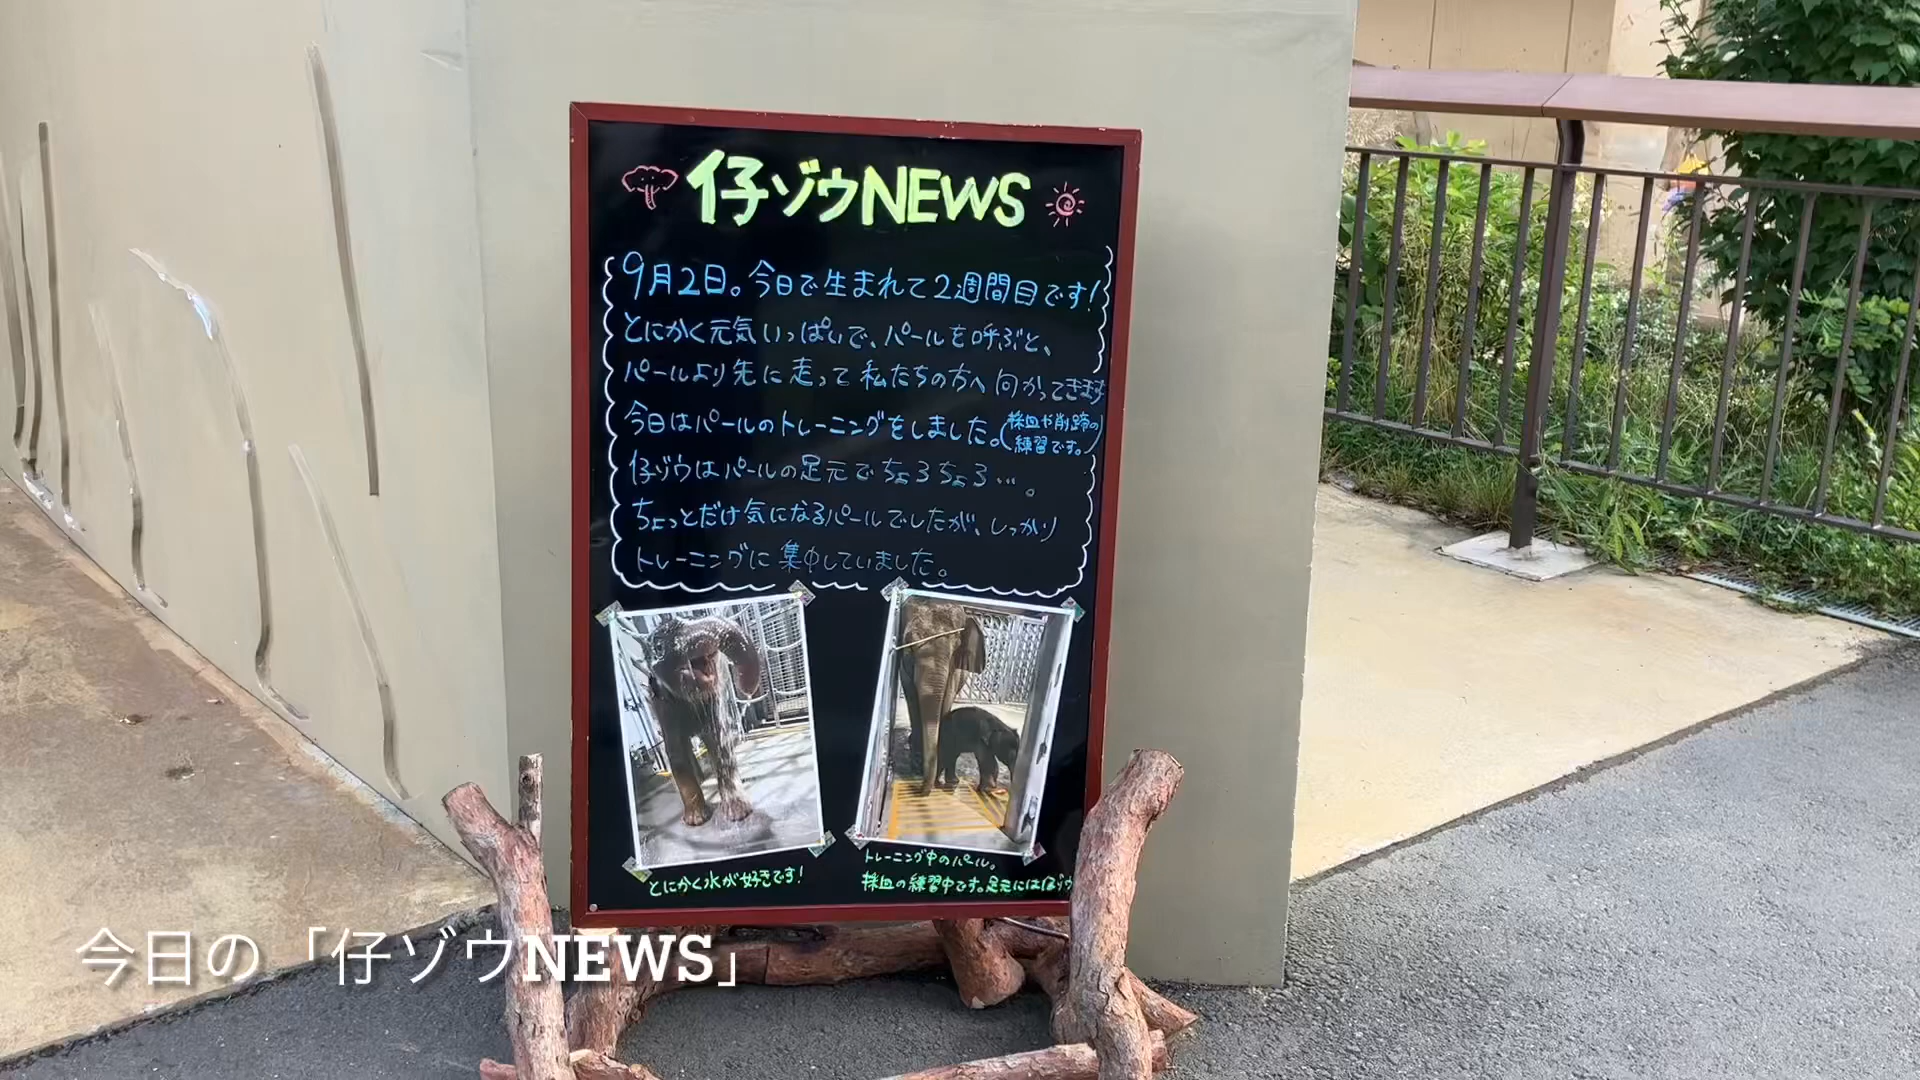 仔ゾウNEWS
9月2日。今日で生まれて2週間目です!
とにかく元気いっぱいで、パールを呼ぶと、
パールより先に走って私たちの方へ向かってきます
今日はパールのトレーニングをしました。(採血や削蹄の
練習です。)
仔ゾウはパールの足元でちょろちょろ…。
ちょっとだけ気になるパールでしたが、しっかり
トレーニングに集中していました。
とにかく水が好きです!
トレーニング中のパール。
採血の練習中です。足元には仔ゾウ
今日の「仔ゾウNEWS」